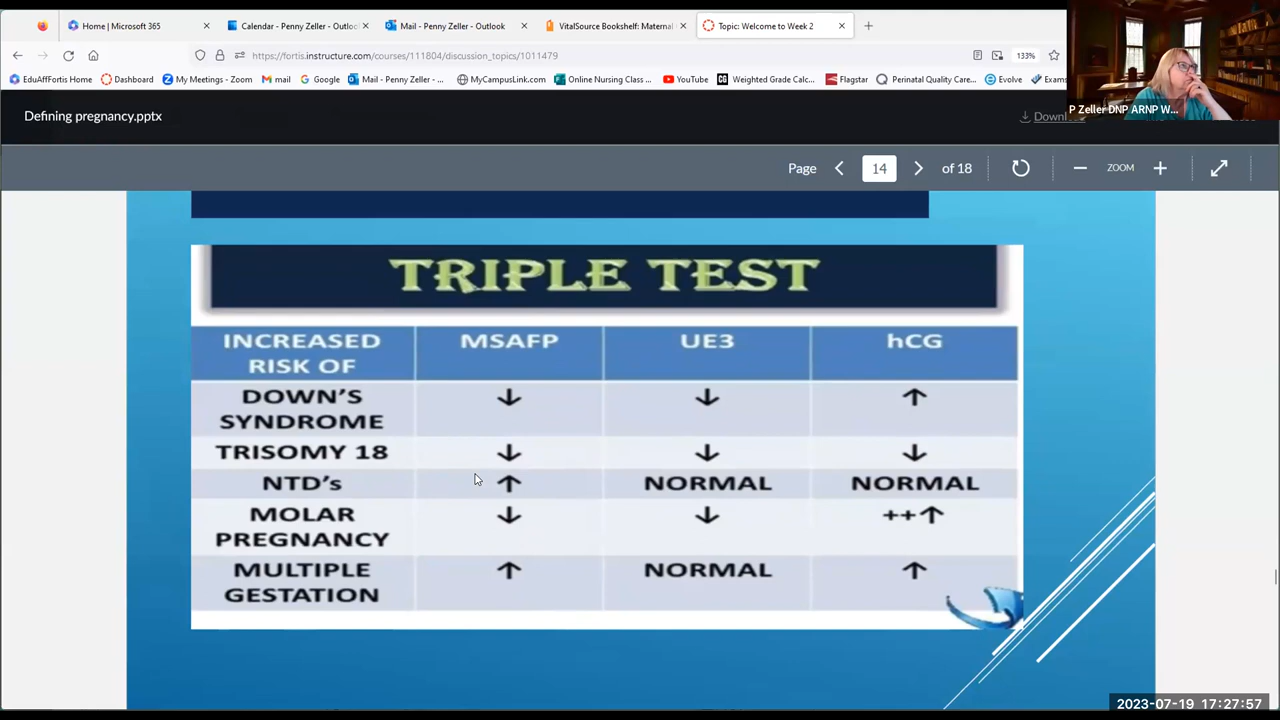 Home | Microsoft 365
Calendar - Penny Zeller - Outloo
Mail - Penny Zeller - Outlook
VitalSource Bookshelf: Maternal
Topic: Welcome to Week 2
https://fortis.instructure.com/courses/111804/discussion_topics/1011479
133%
EduAffFortis Home
Dashboard
My Meetings - Zoom
mail
Google
Mail - Penny Zeller - ...
MyCampusLink.com
Online Nursing Class ...
YouTube
Weighted Grade Calc...
Flagstar
Perinatal Quality Care...
Evolve
Exams
P Zeller DNP ARNP W...
Defining pregnancy.pptx
Page
14
of 18
ZOOM
TRIPLE TEST
INCREASED RISK OF
MSAFP
UE3
hCG
DOWN'S SYNDROME
↓
↓
↑
TRISOMY 18
↓
↓
↓
NTD's
↑
NORMAL
NORMAL
MOLAR PREGNANCY
↓
↓
++↑
MULTIPLE GESTATION
↑
NORMAL
↑
2023-07-19 17:27:57